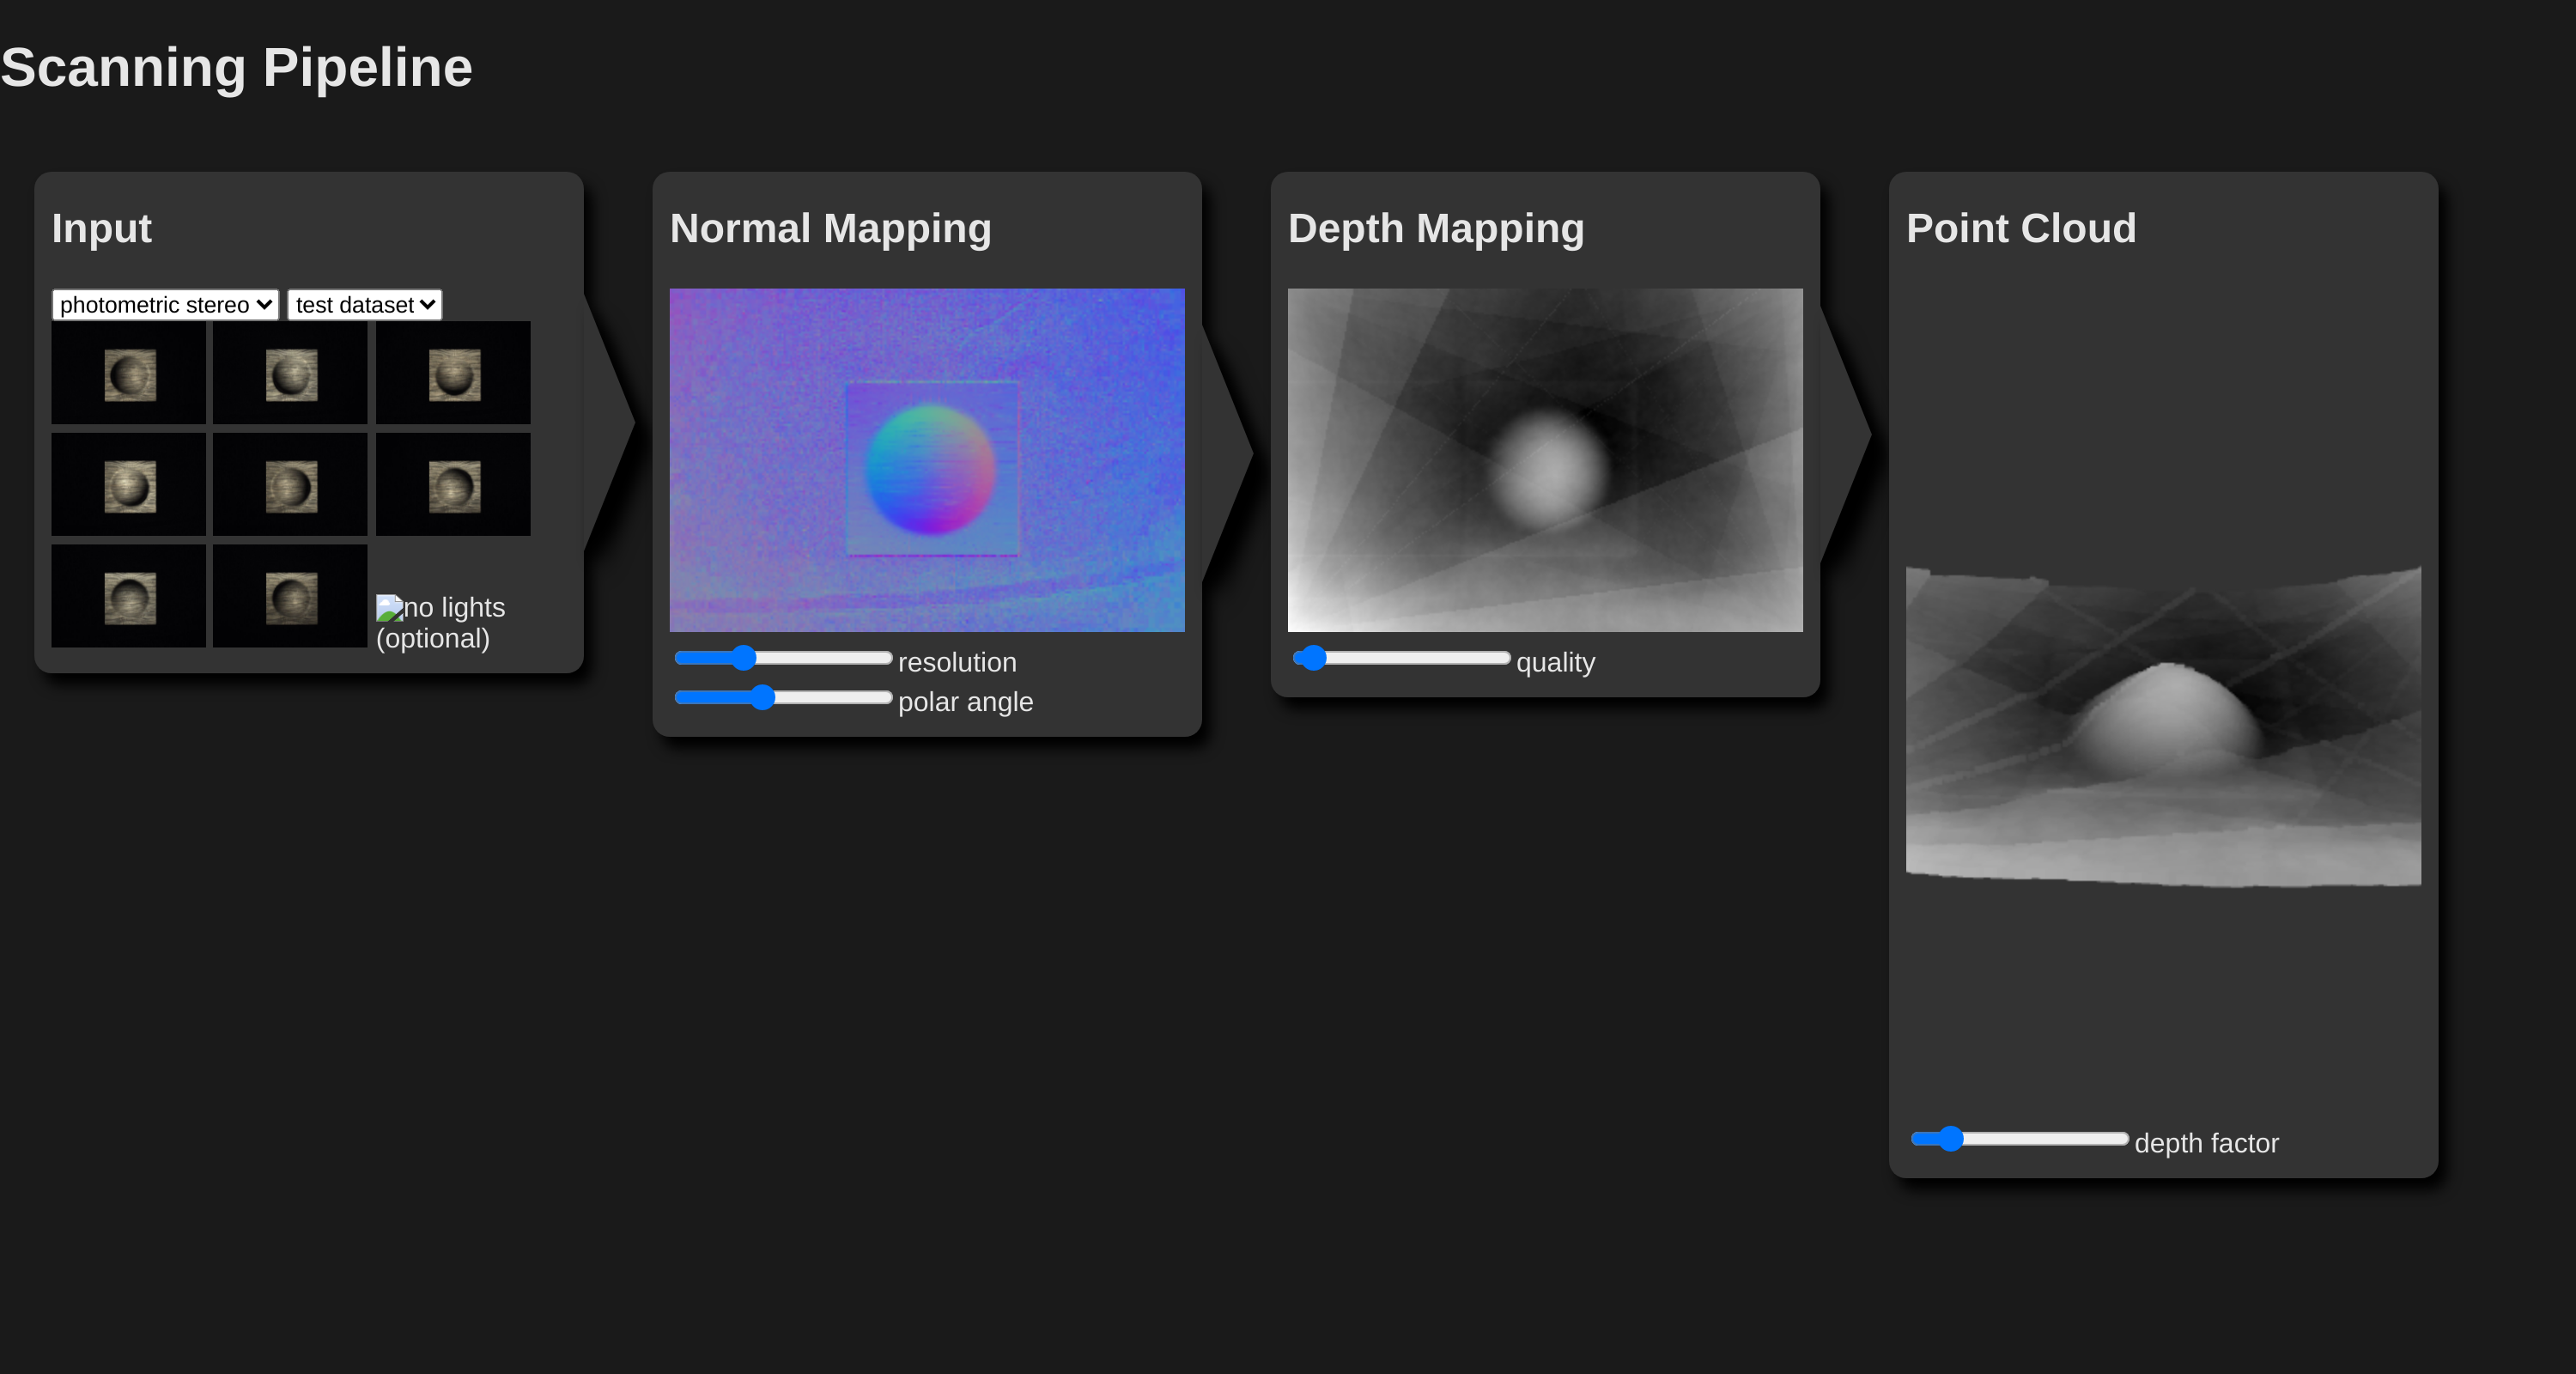 Scanning Pipeline
Input
photometric stereo
test dataset
no lights
(optional)
Normal Mapping
resolution
polar angle
Depth Mapping
quality
Point Cloud
depth factor